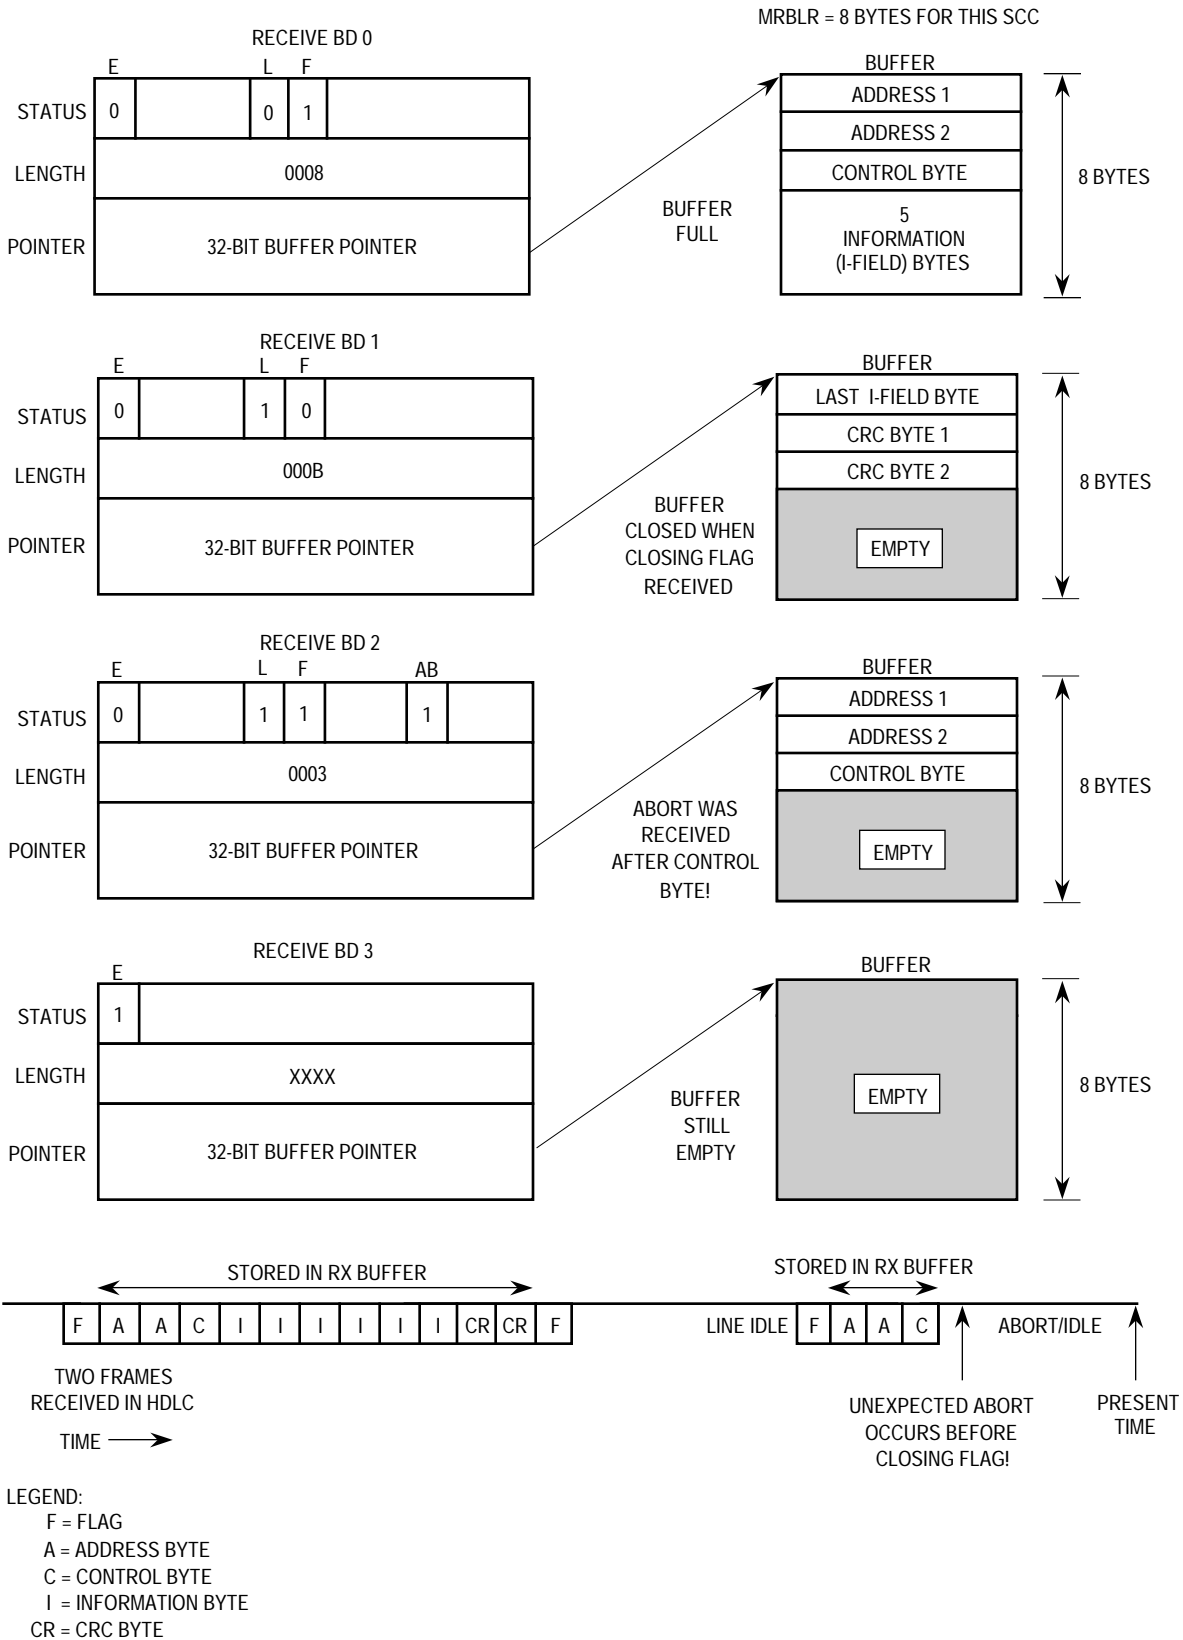 MRBLR = 8 BYTES FOR THIS SCC
RECEIVE BD 0
E L F
STATUS 0 0 1
LENGTH 0008
POINTER 32-BIT BUFFER POINTER
BUFFER
FULL
BUFFER
ADDRESS 1
ADDRESS 2
CONTROL BYTE
5
INFORMATION
(I-FIELD) BYTES
8 BYTES
RECEIVE BD 1
E L F
STATUS 0 1 0
LENGTH 000B
POINTER 32-BIT BUFFER POINTER
BUFFER
CLOSED WHEN
CLOSING FLAG
RECEIVED
BUFFER
LAST I-FIELD BYTE
CRC BYTE 1
CRC BYTE 2
EMPTY
8 BYTES
RECEIVE BD 2
E L F AB
STATUS 0 1 1 1
LENGTH 0003
POINTER 32-BIT BUFFER POINTER
ABORT WAS
RECEIVED
AFTER CONTROL
BYTE!
BUFFER
ADDRESS 1
ADDRESS 2
CONTROL BYTE
EMPTY
8 BYTES
RECEIVE BD 3
E
STATUS 1
LENGTH XXXX
POINTER 32-BIT BUFFER POINTER
BUFFER
STILL
EMPTY
BUFFER
EMPTY
8 BYTES
STORED IN RX BUFFER
STORED IN RX BUFFER
F A A C I I I I I I CR CR F LINE IDLE F A A C ABORT/IDLE
TWO FRAMES
RECEIVED IN HDLC
TIME
UNEXPECTED ABORT
OCCURS BEFORE
CLOSING FLAG!
PRESENT
TIME
LEGEND:
F = FLAG
A = ADDRESS BYTE
C = CONTROL BYTE
I = INFORMATION BYTE
CR = CRC BYTE